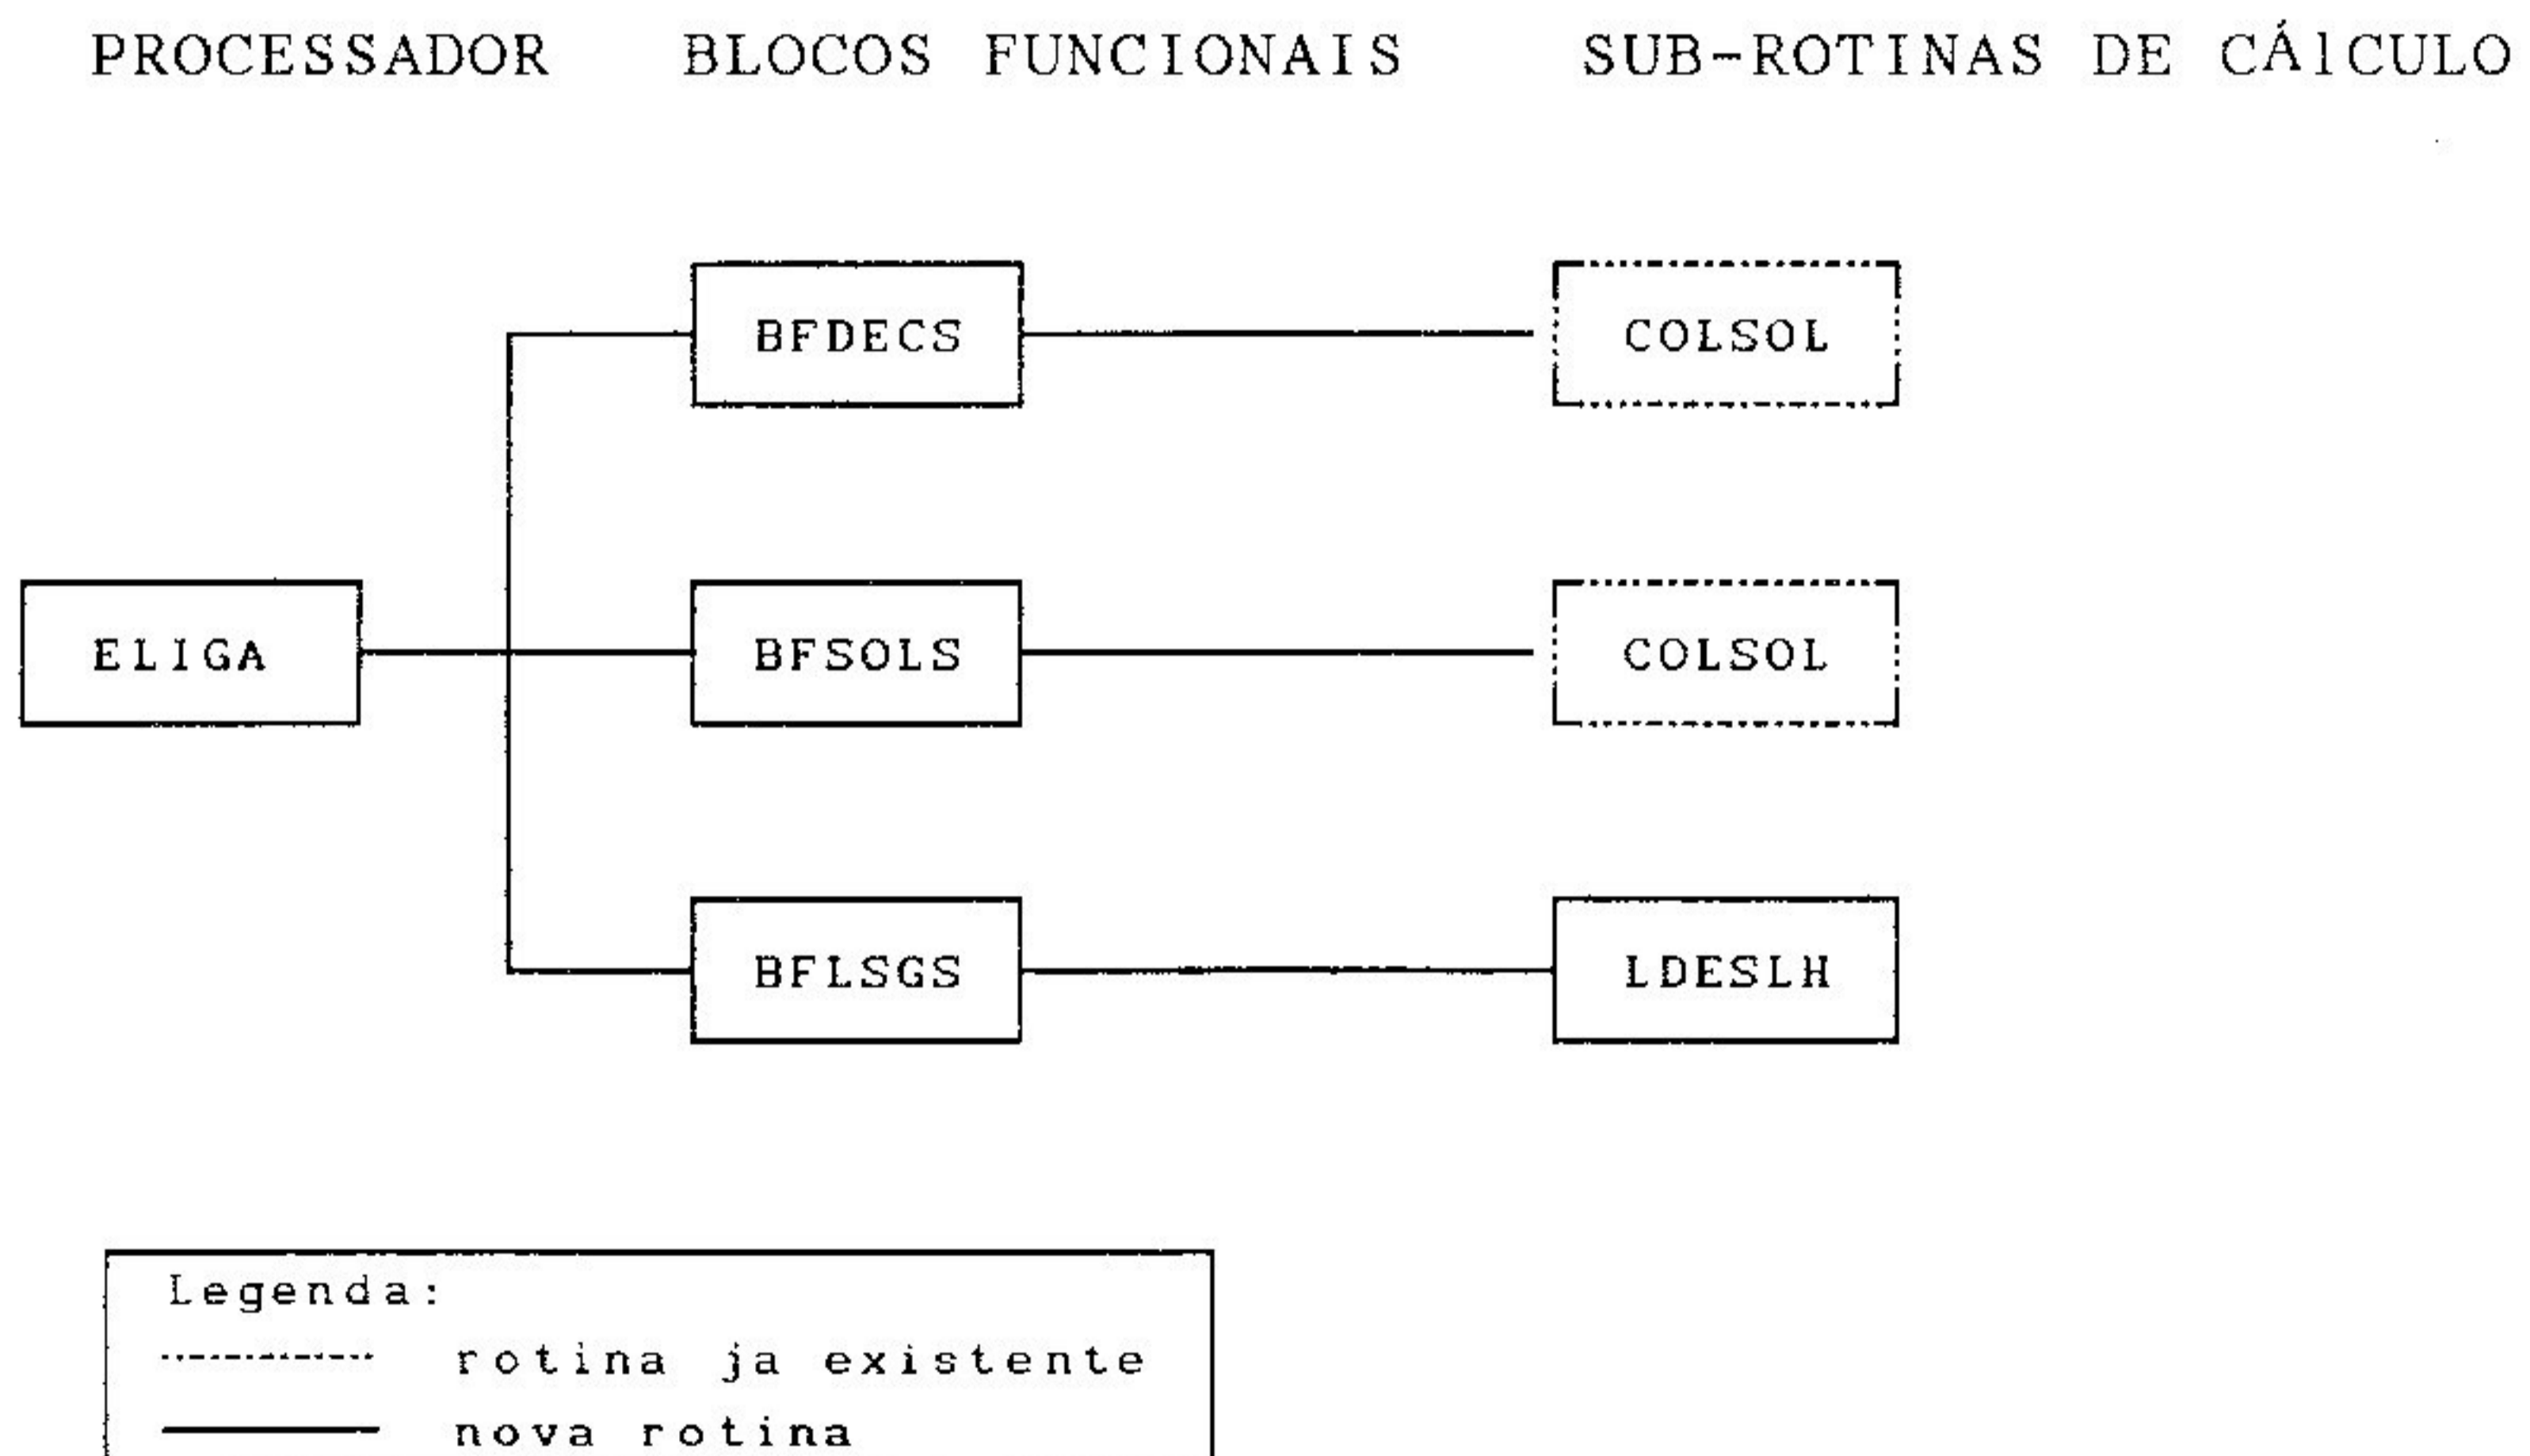 PROCESSADOR BLOCOS FUNCIONAIS SUB-ROTINAS DE CÁlCULO
BFDECS COLSOL
ELIGA BFSOLS COLSOL
BFLSGS LDESLH
Legenda:
rotina ja existente
nova rotina